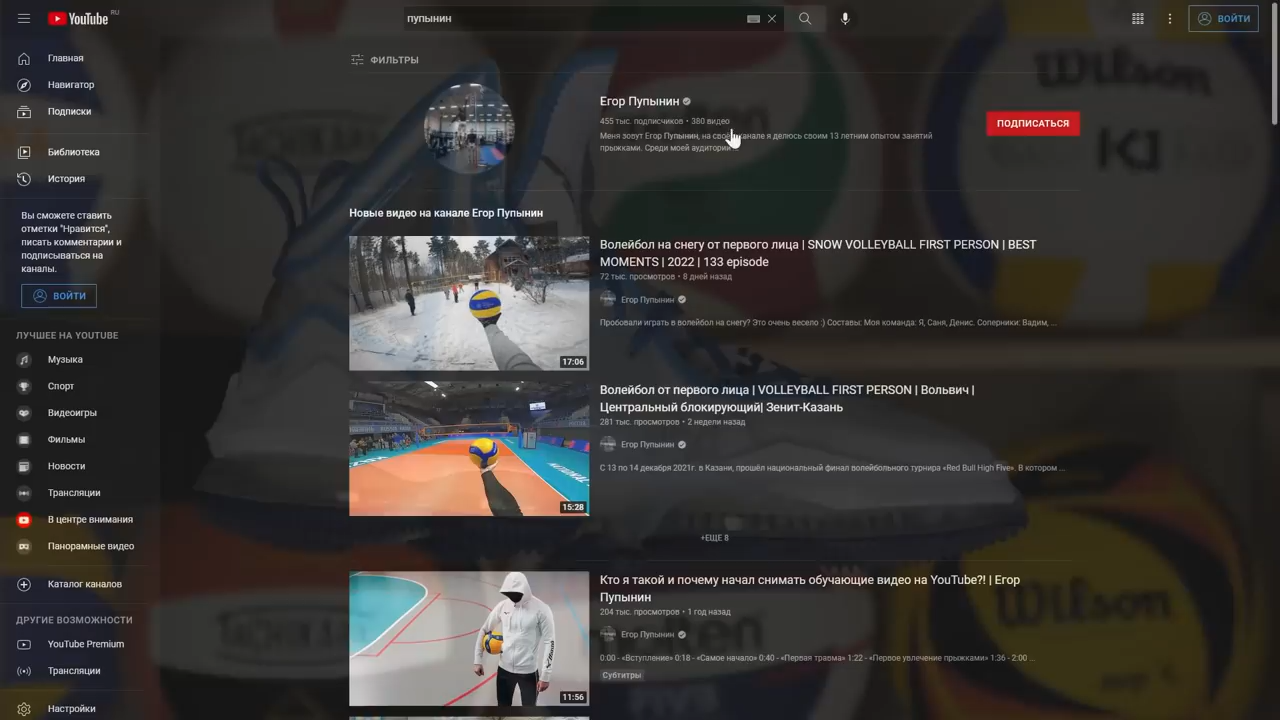 YouTube RU
пупынин
ВОЙТИ
Главная
Навигатор
Подписки
Библиотека
История
Вы сможете ставить
отметки "Нравится",
писать комментарии и
подписываться на
каналы.
ВОЙТИ
ЛУЧШЕЕ НА YOUTUBE
Музыка
Спорт
Видеоигры
Фильмы
Новости
Трансляции
В центре внимания
Панорамные видео
Каталог каналов
ДРУГИЕ ВОЗМОЖНОСТИ
YouTube Premium
Трансляции
Настройки
ФИЛЬТРЫ
Егор Пупынин
455 тыс. подписчиков • 380 видео
Меня зовут Егор Пупынин, на своём канале я делюсь своим 13 летним опытом занятий
прыжками. Среди моей аудитории ...
ПОДПИСАТЬСЯ
Новые видео на канале Егор Пупынин
17:06
Волейбол на снегу от первого лица | SNOW VOLLEYBALL FIRST PERSON | BEST
MOMENTS | 2022 | 133 episode
72 тыс. просмотров • 8 дней назад
Егор Пупынин
Пробовали играть в волейбол на снегу? Это очень весело :) Составы: Моя команда: Я, Саня, Денис. Соперники: Вадим, ...
15:28
Волейбол от первого лица | VOLLEYBALL FIRST PERSON | Вольвич |
Центральный блокирующий| Зенит-Казань
281 тыс. просмотров • 2 недели назад
Егор Пупынин
С 13 по 14 декабря 2021г. в Казани, прошёл национальный финал волейбольного турнира «Red Bull High Five». В котором ...
+ЕЩЕ 8
11:56
Кто я такой и почему начал снимать обучающие видео на YouTube?! | Егор
Пупынин
204 тыс. просмотров • 1 год назад
Егор Пупынин
0:00 - «Вступление» 0:18 - «Самое начало» 0:40 - «Первая травма» 1:22 - «Первое увлечение прыжками» 1:36 - 2:00 ...
Субтитры
Wilson
Wilson